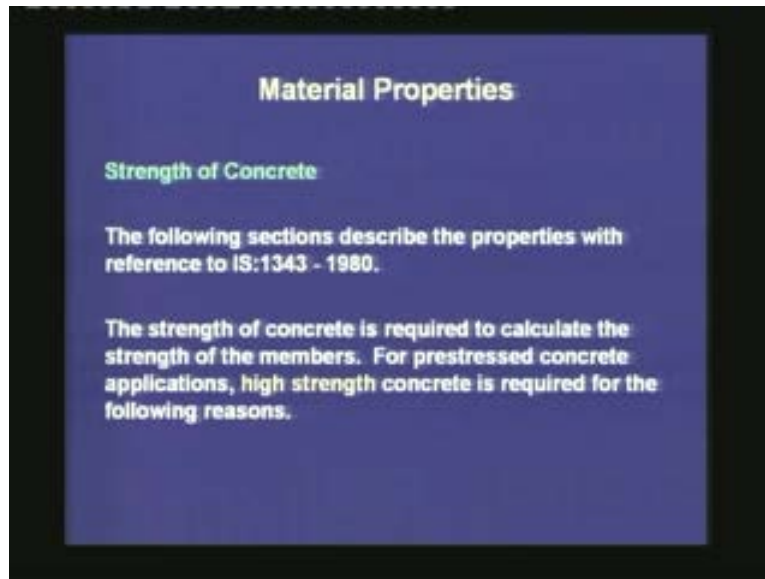 Material Properties
Strength of Concrete
The following sections describe the properties with
reference to IS:1343 - 1980.
The strength of concrete is required to calculate the
strength of the members. For prestressed concrete
applications, high strength concrete is required for the
following reasons.